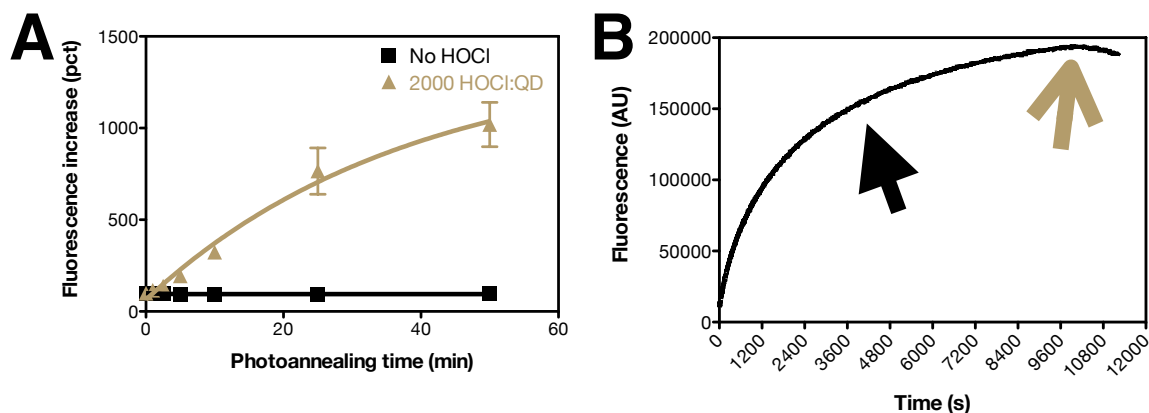 A
Fluorescence increase (pct)
1500
1000
500
0
No HOCl
2000 HOCl:QD
0 20 40 60
Photoannealing time (min)
B
Fluorescence (AU)
200000
150000
100000
50000
0
0 1200 2400 3600 4800 6000 7200 8400 9600 10800 12000
Time (s)